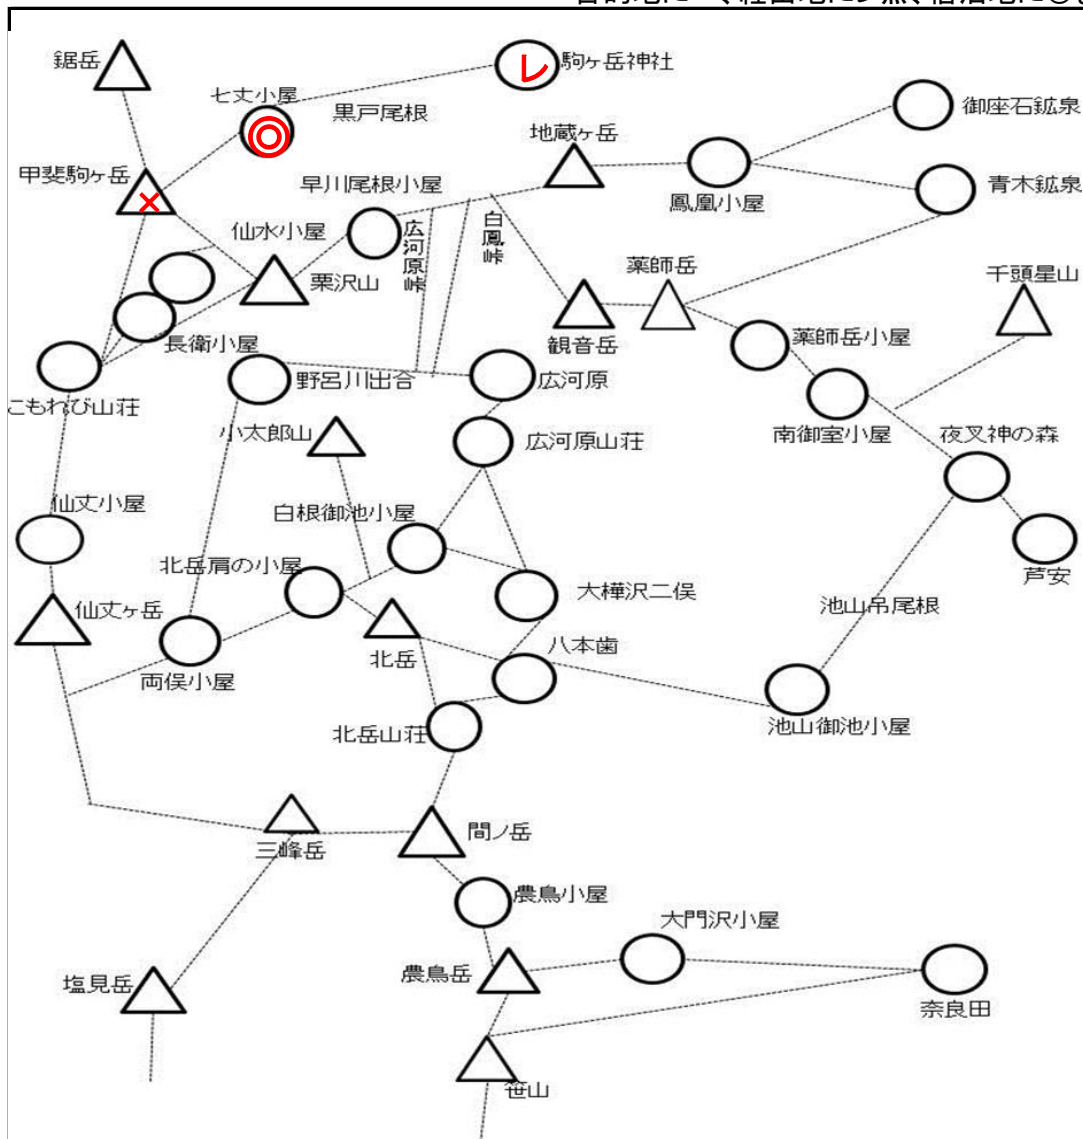 鋸岳
駒ヶ岳神社
レ
七丈小屋
黒戸尾根
御座石鉱泉
地蔵ヶ岳
甲斐駒ヶ岳
×
早川尾根小屋
鳳凰小屋
青木鉱泉
仙水小屋
広河原峠
白鳳峠
栗沢山
薬師岳
千頭星山
長衛小屋
観音岳
薬師岳小屋
こもれび山荘
野呂川出合
広河原
小太郎山
広河原山荘
南御室小屋
夜叉神の森
仙丈小屋
白根御池小屋
北岳肩の小屋
大樺沢二俣
芦安
仙丈ヶ岳
池山吊尾根
北岳
八本歯
両俣小屋
北岳山荘
池山御池小屋
間ノ岳
三峰岳
農鳥小屋
大門沢小屋
塩見岳
農鳥岳
奈良田
笹山